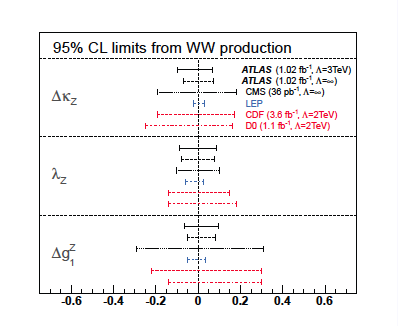 95% CL limits from WW production
ATLAS (1.02 fb⁻¹, Λ=3TeV)
ATLAS (1.02 fb⁻¹, Λ=∞)
CMS (36 pb⁻¹, Λ=∞)
LEP
CDF (3.6 fb⁻¹, Λ=2TeV)
D0 (1.1 fb⁻¹, Λ=2TeV)
Δκ_Z
λ_Z
Δg₁ᶻ
-0.6 -0.4 -0.2 0 0.2 0.4 0.6